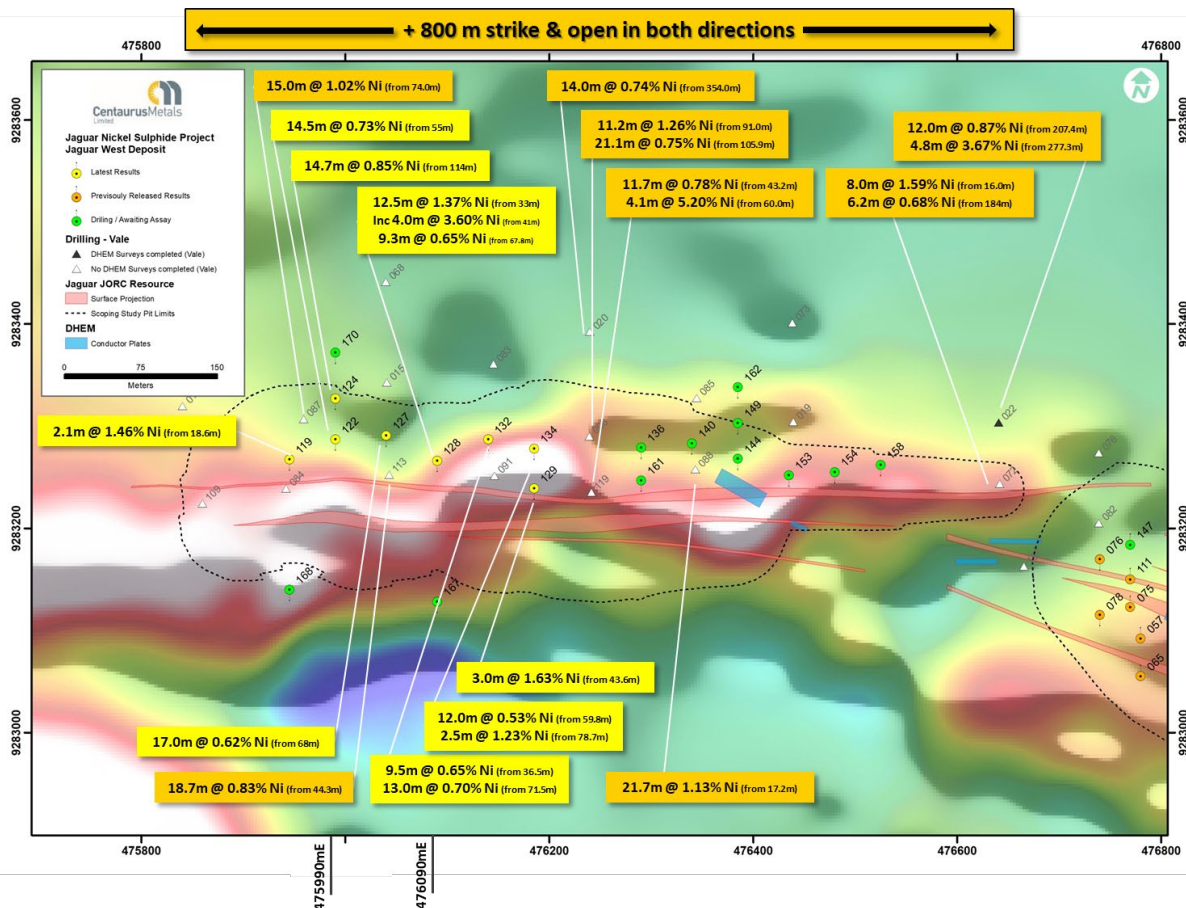 + 800 m strike & open in both directions
475800
476800
9283600
9283400
9283200
9283000
9283600
9283400
9283200
9283000
N
CentaurusMetals
Limited
Jaguar Nickel Sulphide Project
Jaguar West Deposit
Latest Results
Previsouly Released Results
Driling / Awaiting Assay
Drilling - Vale
DHEM Surveys completed (Vale)
No DHEM Surveys completed (Vale)
Jaguar JORC Resource
Surface Projection
Scoping Study Pit Limits
DHEM
Conductor Plates
0 75 150
Meters
15.0m @ 1.02% Ni (from 74.0m)
14.5m @ 0.73% Ni (from 55m)
14.7m @ 0.85% Ni (from 114m)
12.5m @ 1.37% Ni (from 33m)
Inc 4.0m @ 3.60% Ni (from 41m)
9.3m @ 0.65% Ni (from 67.8m)
14.0m @ 0.74% Ni (from 354.0m)
11.2m @ 1.26% Ni (from 91.0m)
21.1m @ 0.75% Ni (from 105.9m)
11.7m @ 0.78% Ni (from 43.2m)
4.1m @ 5.20% Ni (from 60.0m)
12.0m @ 0.87% Ni (from 207.4m)
4.8m @ 3.67% Ni (from 277.3m)
8.0m @ 1.59% Ni (from 16.0m)
6.2m @ 0.68% Ni (from 184m)
2.1m @ 1.46% Ni (from 18.6m)
068
020
073
170
015
083
124
087
085
162
022
119
122
127
128
132
134
136
140
149
019
144
076
084
113
091
129
119
161
088
153
154
158
109
082
147
076
111
168
167
078
075
057
065
3.0m @ 1.63% Ni (from 43.6m)
12.0m @ 0.53% Ni (from 59.8m)
2.5m @ 1.23% Ni (from 78.7m)
17.0m @ 0.62% Ni (from 68m)
18.7m @ 0.83% Ni (from 44.3m)
9.5m @ 0.65% Ni (from 36.5m)
13.0m @ 0.70% Ni (from 71.5m)
21.7m @ 1.13% Ni (from 17.2m)
475800
476200
476400
476600
476800
475990mE
476090mE